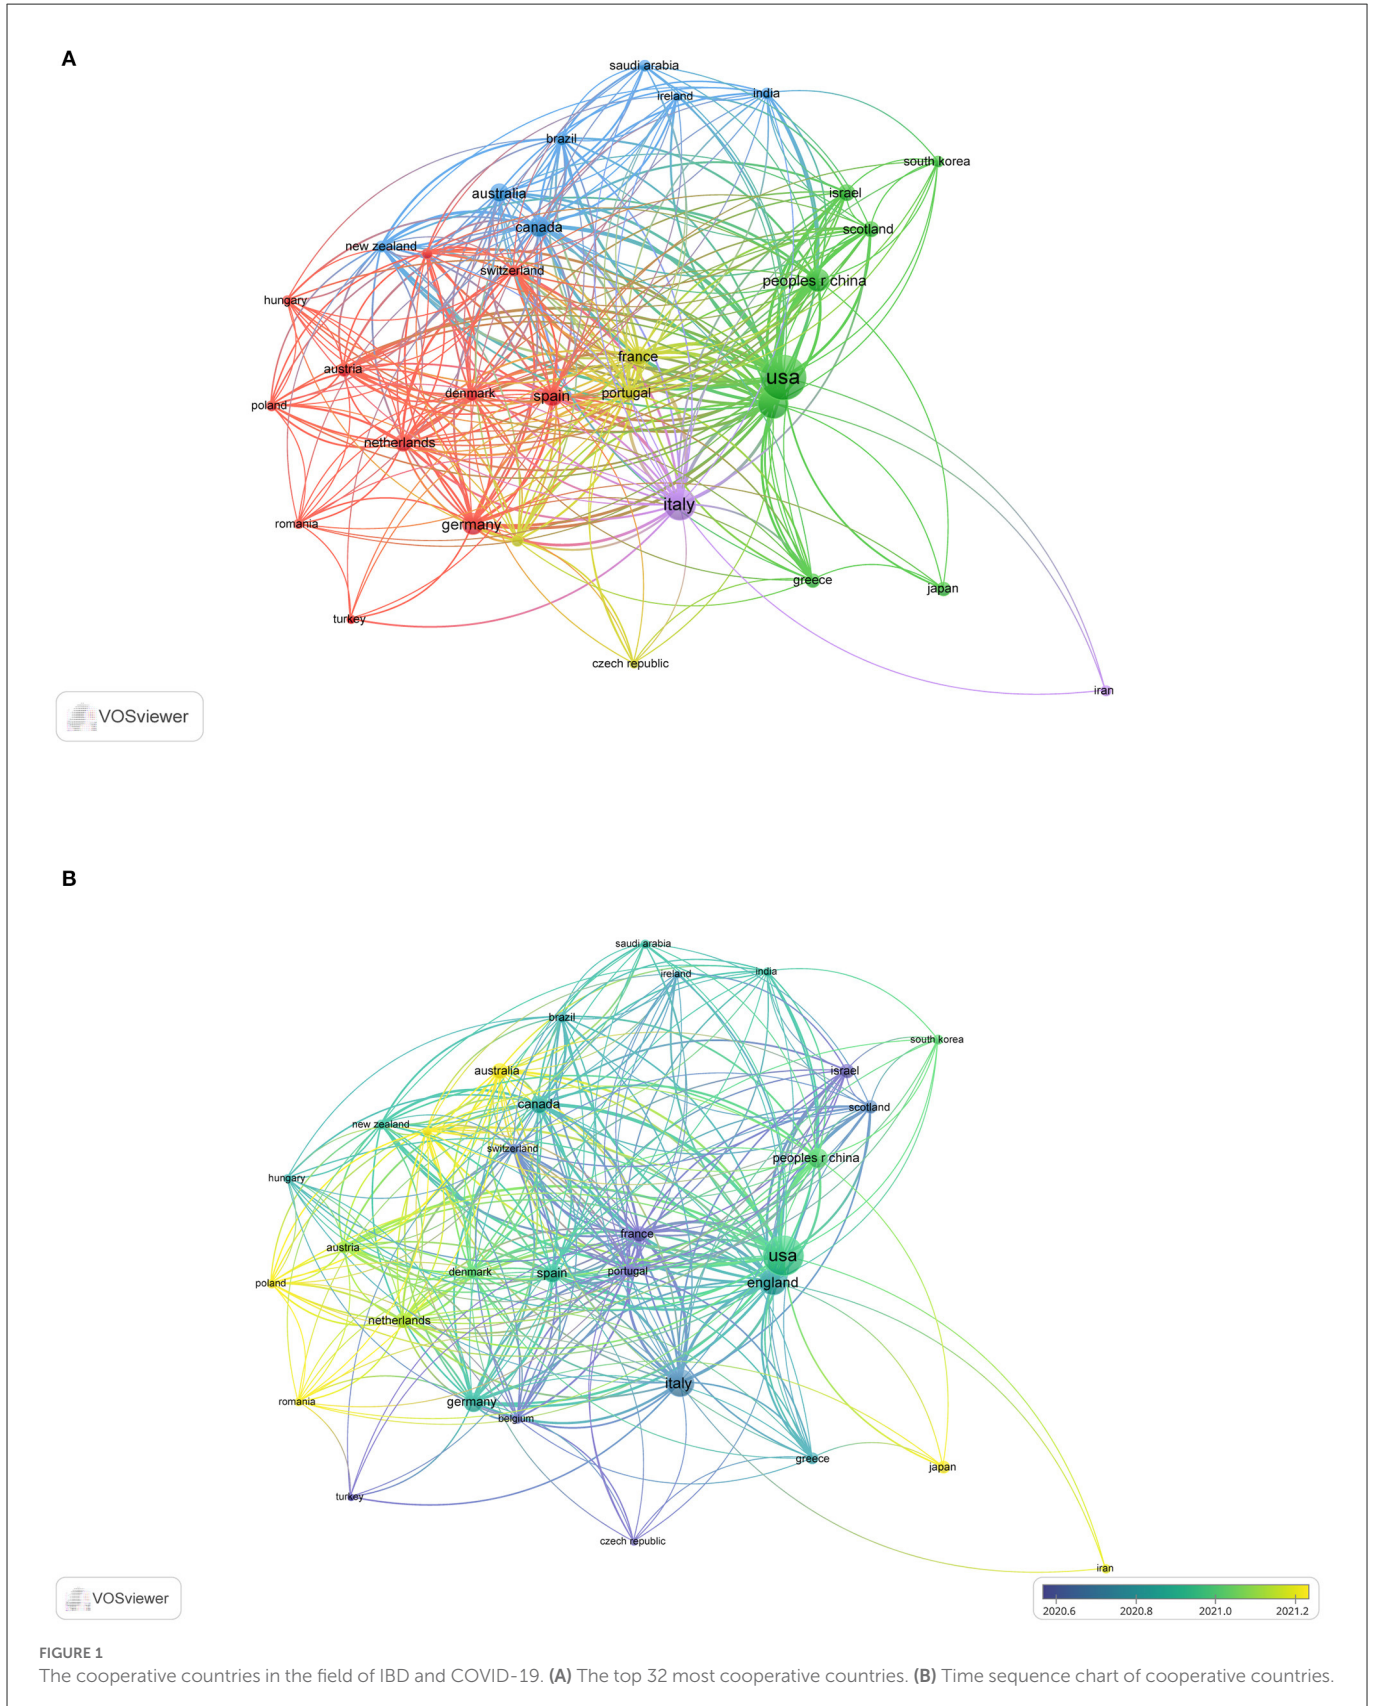 A
saudi arabia
ireland
india
brazil
south korea
australia
israel
canada
scotland
new zealand
switzerland
peoples r china
hungary
france
austria
usa
denmark
spain
portugal
poland
netherlands
italy
romania
germany
greece
japan
turkey
czech republic
iran
VOSviewer
B
saudi arabia
ireland
india
brazil
south korea
australia
israel
canada
scotland
new zealand
switzerland
peoples r china
hungary
france
austria
usa
denmark
spain
portugal
poland
england
netherlands
italy
romania
germany
belgium
greece
japan
turkey
czech republic
iran
VOSviewer
2020.6 2020.8 2021.0 2021.2
FIGURE 1
The cooperative countries in the field of IBD and COVID-19. (A) The top 32 most cooperative countries. (B) Time sequence chart of cooperative countries.